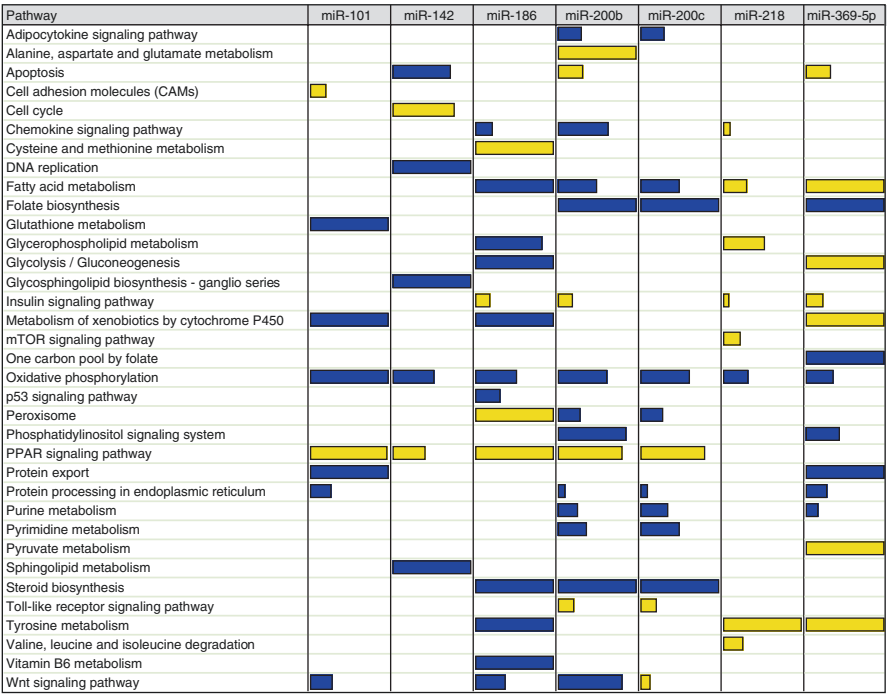 Pathway miR-101 miR-142 miR-186 miR-200b miR-200c miR-218 miR-369-5p
Adipocytokine signaling pathway
Alanine, aspartate and glutamate metabolism
Apoptosis
Cell adhesion molecules (CAMs)
Cell cycle
Chemokine signaling pathway
Cysteine and methionine metabolism
DNA replication
Fatty acid metabolism
Folate biosynthesis
Glutathione metabolism
Glycerophospholipid metabolism
Glycolysis / Gluconeogenesis
Glycosphingolipid biosynthesis - ganglio series
Insulin signaling pathway
Metabolism of xenobiotics by cytochrome P450
mTOR signaling pathway
One carbon pool by folate
Oxidative phosphorylation
p53 signaling pathway
Peroxisome
Phosphatidylinositol signaling system
PPAR signaling pathway
Protein export
Protein processing in endoplasmic reticulum
Purine metabolism
Pyrimidine metabolism
Pyruvate metabolism
Sphingolipid metabolism
Steroid biosynthesis
Toll-like receptor signaling pathway
Tyrosine metabolism
Valine, leucine and isoleucine degradation
Vitamin B6 metabolism
Wnt signaling pathway